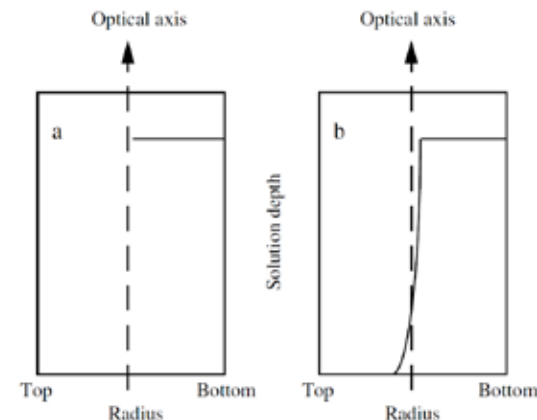 Optical axis
Optical axis
a
b
Solution depth
Top
Bottom
Top
Bottom
Radius
Radius